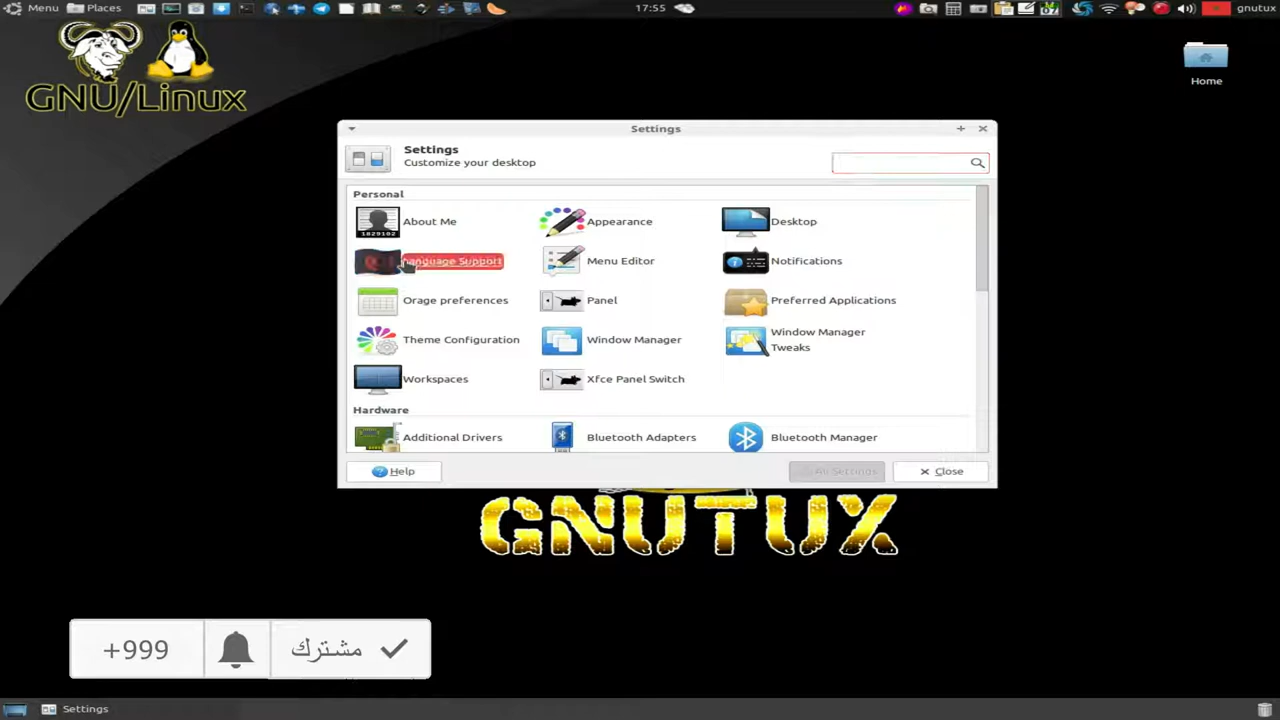 Menu Places 17:55 gnutux
GNU/Linux
Home
Settings
Settings
Customize your desktop
Personal
1829102
About Me Appearance Desktop
Language Support Menu Editor Notifications
Orage preferences Panel Preferred Applications
Theme Configuration Window Manager Window Manager
Tweaks
Workspaces Xfce Panel Switch
Hardware
Additional Drivers Bluetooth Adapters Bluetooth Manager
Help All Settings Close
GNUTUX
+999 مشترك
Settings